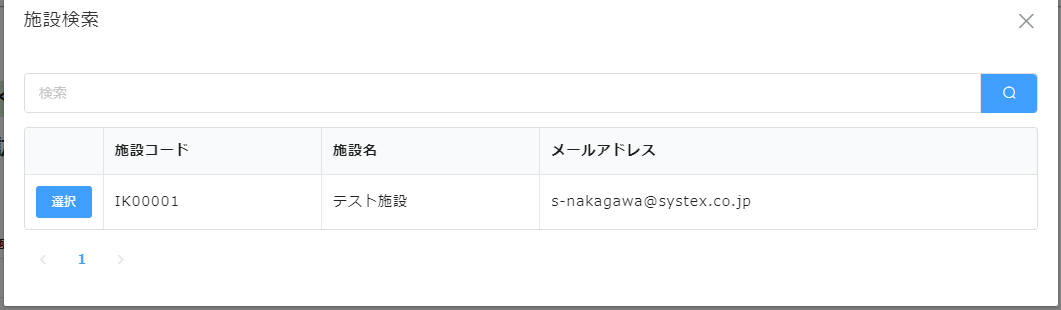 施設検索
検索
施設コード 施設名 メールアドレス
選択 IK00001 テスト施設 s-nakagawa@systex.co.jp
1